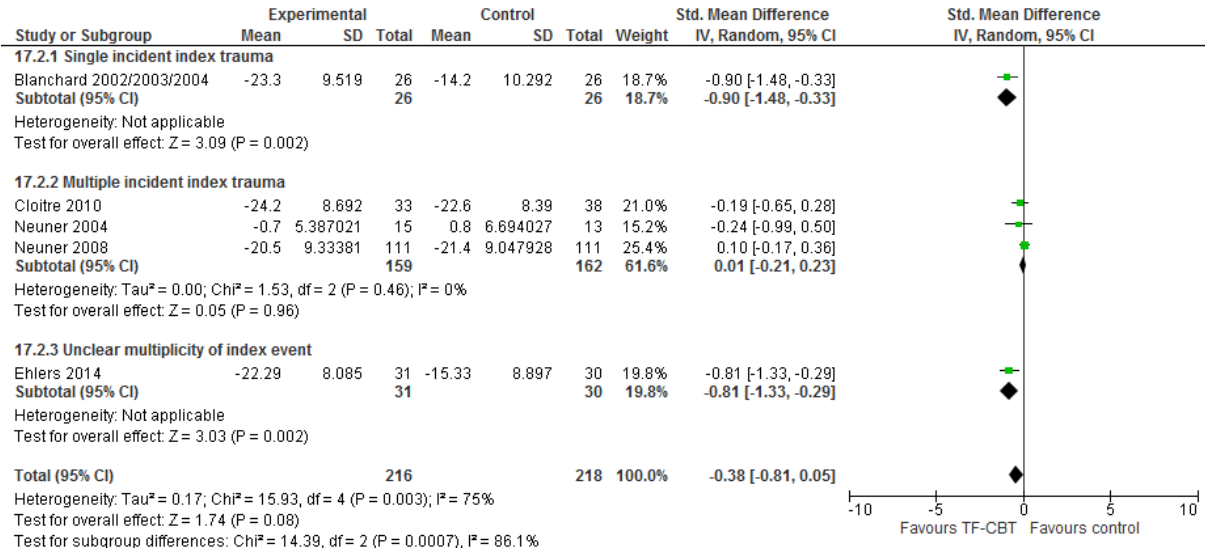 Experimental Control Std. Mean Difference Std. Mean Difference
Study or Subgroup Mean SD Total Mean SD Total Weight IV, Random, 95% CI IV, Random, 95% CI
17.2.1 Single incident index trauma
Blanchard 2002/2003/2004 -23.3 9.519 26 -14.2 10.292 26 18.7% -0.90 [-1.48, -0.33]
Subtotal (95% CI) 26 26 18.7% -0.90 [-1.48, -0.33]
Heterogeneity: Not applicable
Test for overall effect: Z = 3.09 (P = 0.002)
17.2.2 Multiple incident index trauma
Cloitre 2010 -24.2 8.692 33 -22.6 8.39 38 21.0% -0.19 [-0.65, 0.28]
Neuner 2004 -0.7 5.387021 15 0.8 6.694027 13 15.2% -0.24 [-0.99, 0.50]
Neuner 2008 -20.5 9.33381 111 -21.4 9.047928 111 25.4% 0.10 [-0.17, 0.36]
Subtotal (95% CI) 159 162 61.6% 0.01 [-0.21, 0.23]
Heterogeneity: Tau² = 0.00; Chi² = 1.53, df = 2 (P = 0.46); I² = 0%
Test for overall effect: Z = 0.05 (P = 0.96)
17.2.3 Unclear multiplicity of index event
Ehlers 2014 -22.29 8.085 31 -15.33 8.897 30 19.8% -0.81 [-1.33, -0.29]
Subtotal (95% CI) 31 30 19.8% -0.81 [-1.33, -0.29]
Heterogeneity: Not applicable
Test for overall effect: Z = 3.03 (P = 0.002)
Total (95% CI) 216 218 100.0% -0.38 [-0.81, 0.05]
Heterogeneity: Tau² = 0.17; Chi² = 15.93, df = 4 (P = 0.003); I² = 75%
Test for overall effect: Z = 1.74 (P = 0.08)
Test for subgroup differences: Chi² = 14.39, df = 2 (P = 0.0007), I² = 86.1%
-10 -5 0 5 10
Favours TF-CBT Favours control